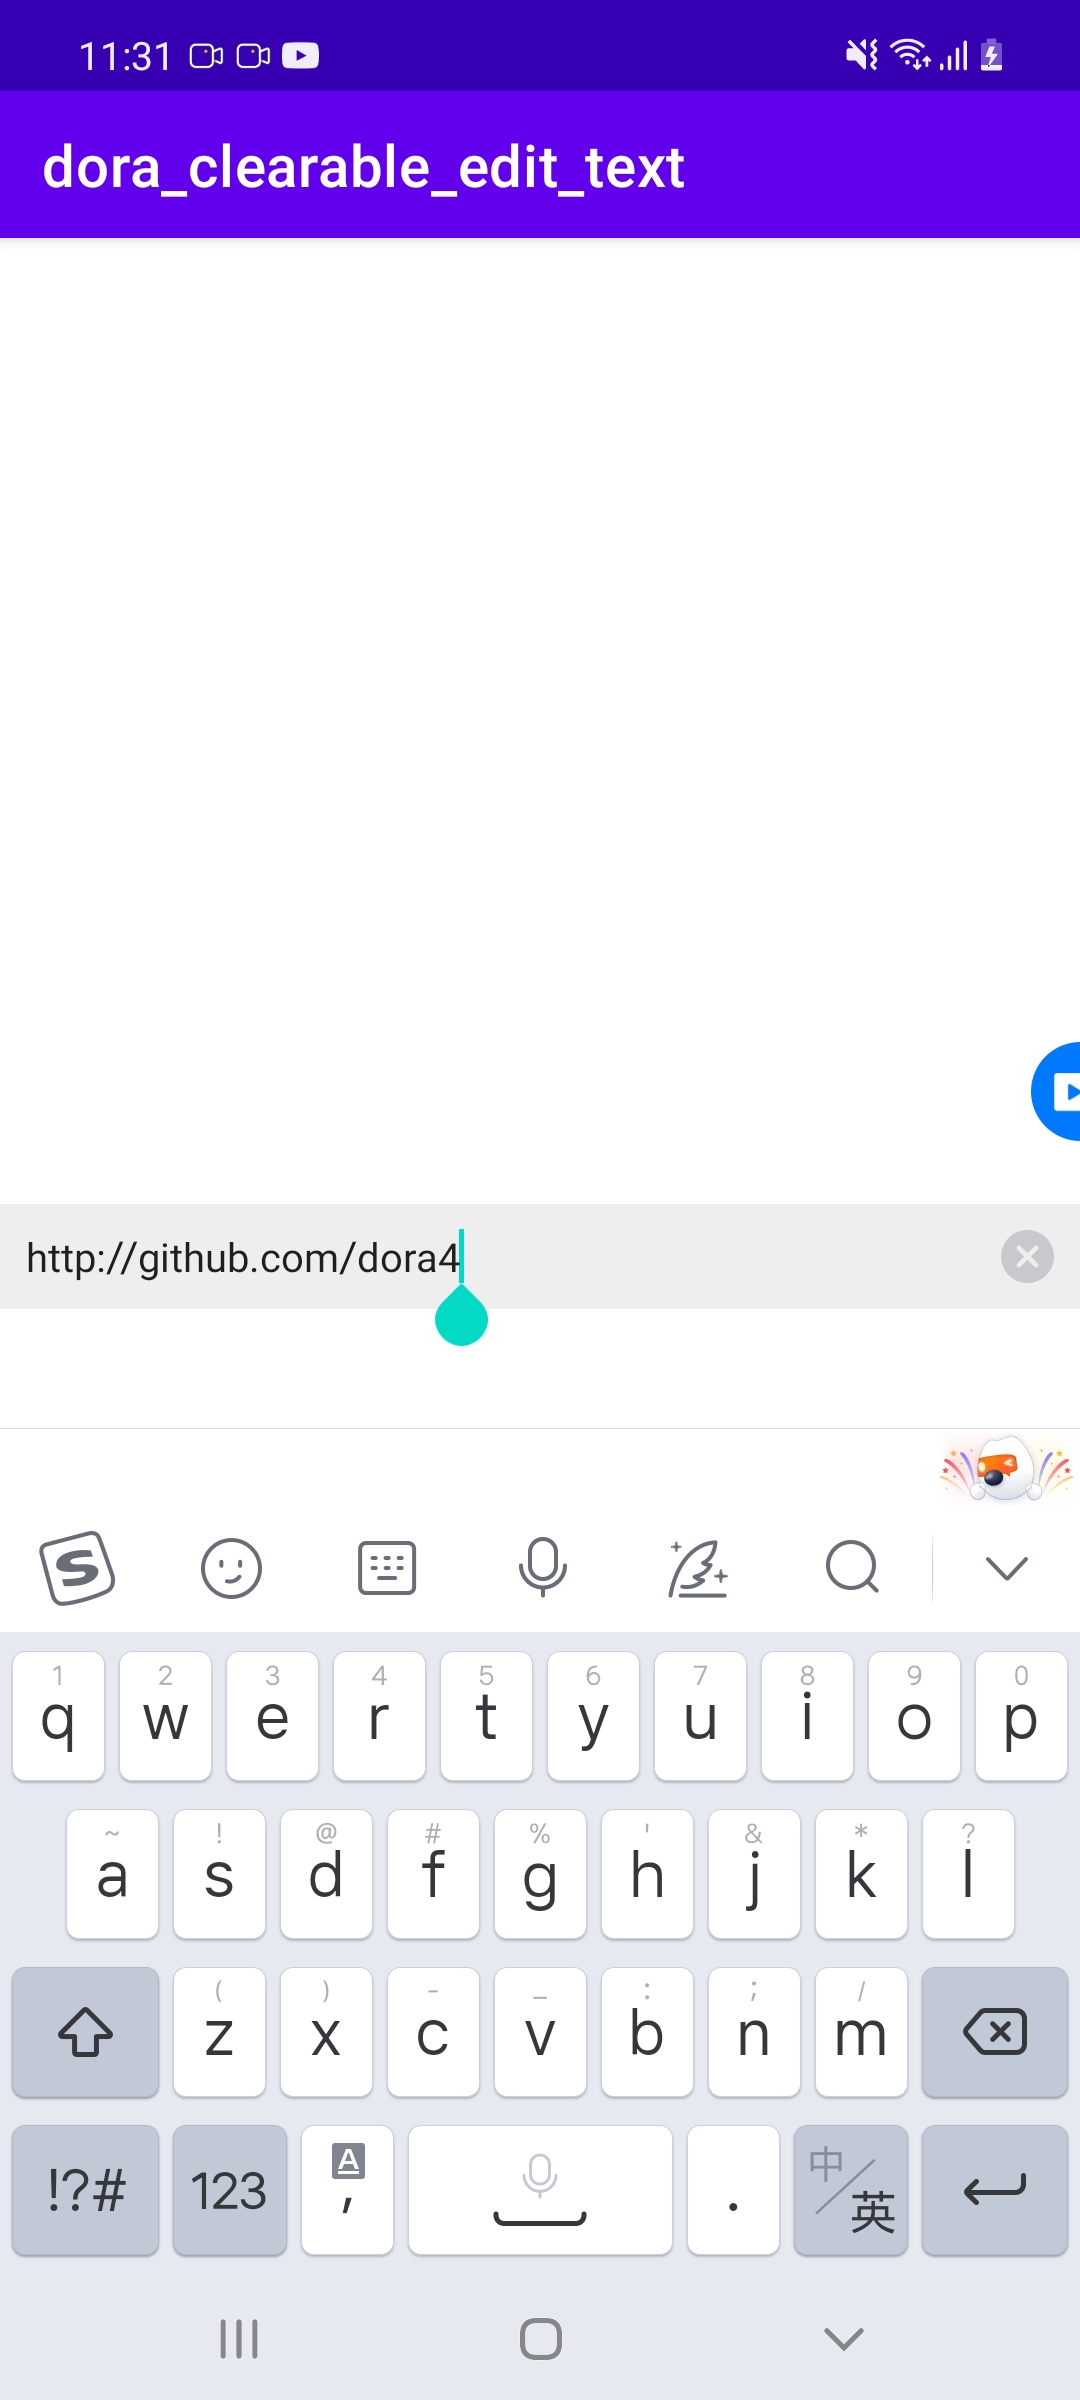 11:31
dora_clearable_edit_text
http://github.com/dora4
1 2 3 4 5 6 7 8 9 0
q w e r t y u i o p
~ ! @ # % ' & * ?
a s d f g h j k l
( ) - _ : ; /
z x c v b n m
!?# 123 A , . 中/英